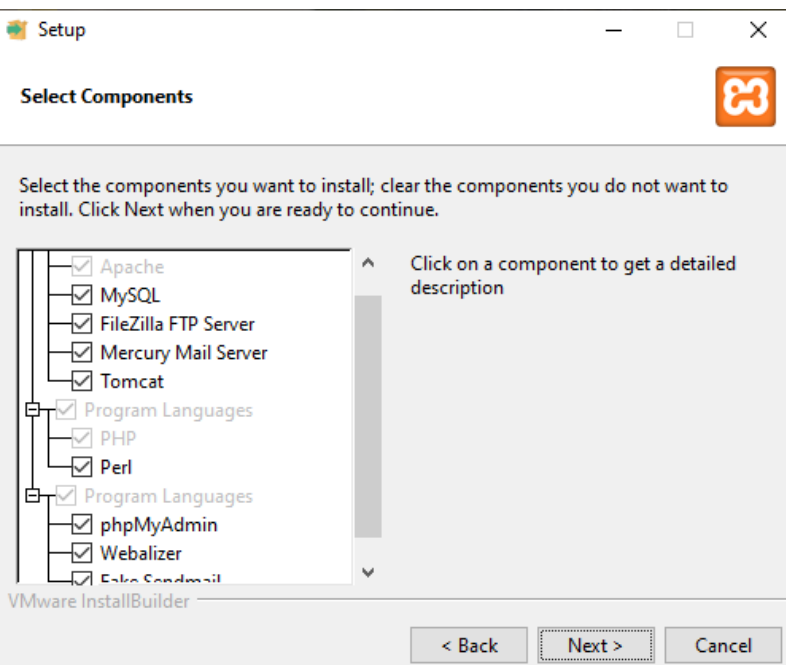 Setup
Select Components
Select the components you want to install; clear the components you do not want to
install. Click Next when you are ready to continue.
Apache
MySQL
FileZilla FTP Server
Mercury Mail Server
Tomcat
Program Languages
PHP
Perl
Program Languages
phpMyAdmin
Webalizer
Fake Sendmail
Click on a component to get a detailed
description
VMware InstallBuilder
< Back
Next >
Cancel